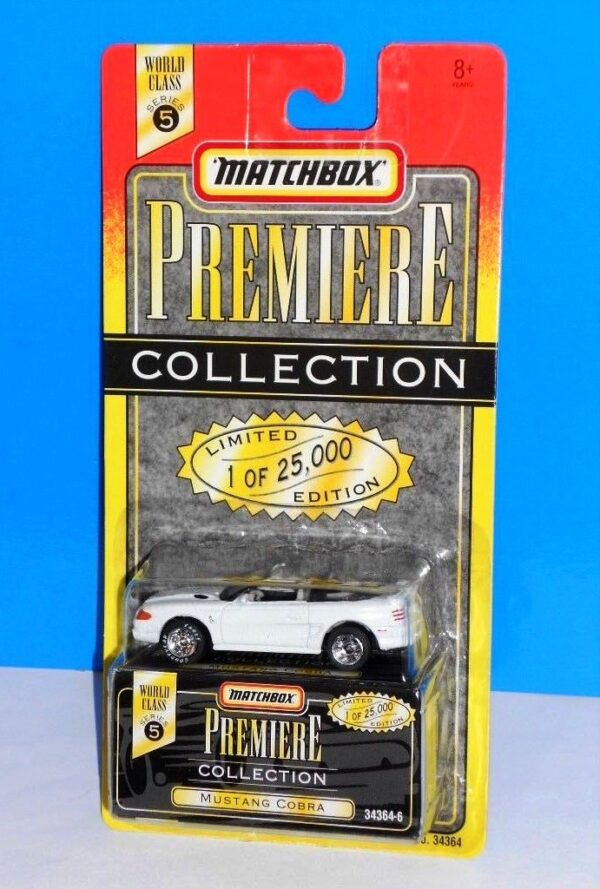 WORLD
CLASS
SERIES
5
8+
YEARS
MATCHBOX®
PREMIERE
COLLECTION
LIMITED
1 OF 25,000
EDITION
WORLD
CLASS
SERIES
5
MATCHBOX
LIMITED
1 OF 25,000
EDITION
PREMIERE
COLLECTION
MUSTANG COBRA
34364-6
34364